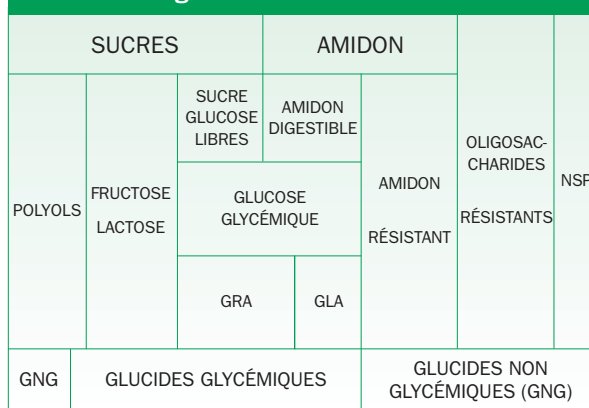 SUCRES
AMIDON
SUCRE
GLUCOSE
LIBRES
AMIDON
DIGESTIBLE
OLIGOSAC-
CHARIDES
RÉSISTANTS
NSP
POLYOLS
FRUCTOSE
LACTOSE
GLUCOSE
GLYCÉMIQUE
AMIDON
RÉSISTANT
GRA
GLA
GNG
GLUCIDES GLYCÉMIQUES
GLUCIDES NON
GLYCÉMIQUES (GNG)